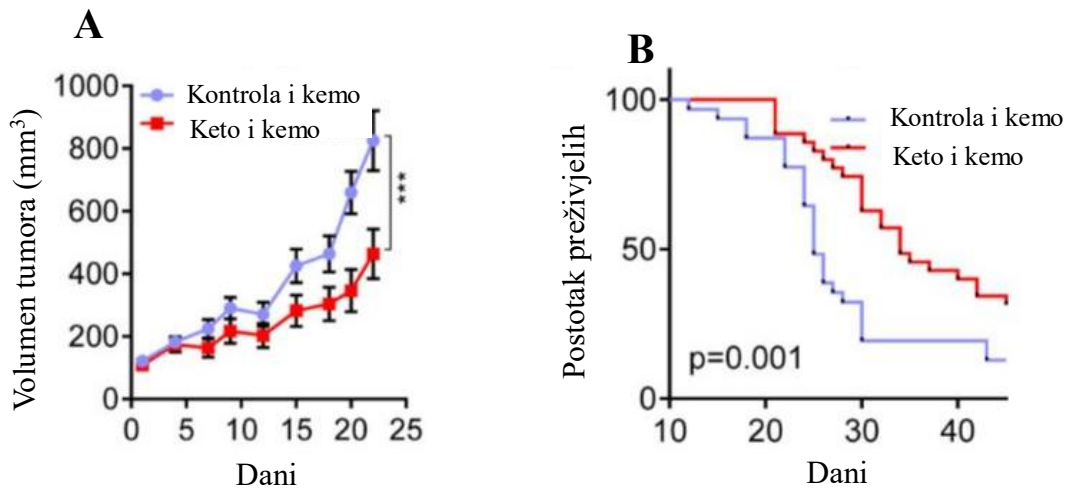 A
Volumen tumora (mm³)
1000
800
600
400
200
0
Kontrola i kemo
Keto i kemo
***
0 5 10 15 20 25
Dani
B
Postotak preživjelih
100
50
0
Kontrola i kemo
Keto i kemo
p=0.001
10 20 30 40
Dani